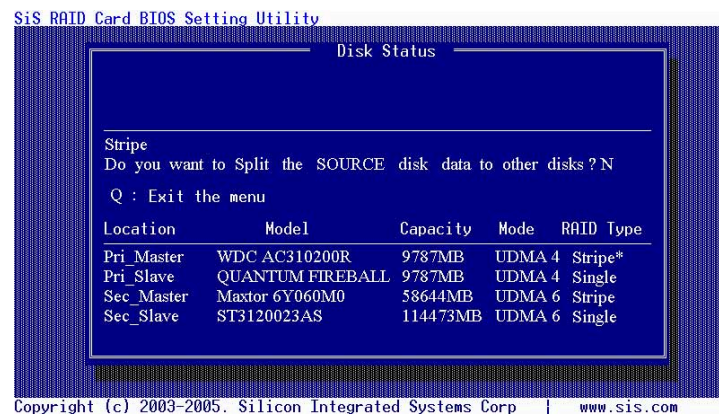 SiS RAID Card BIOS Setting Utility
Disk Status
Stripe
Do you want to Split the SOURCE disk data to other disks ? N
Q : Exit the menu
Location Model Capacity Mode RAID Type
Pri_Master WDC AC310200R 9787MB UDMA 4 Stripe*
Pri_Slave QUANTUM FIREBALL 9787MB UDMA 4 Single
Sec_Master Maxtor 6Y060M0 58644MB UDMA 6 Stripe
Sec_Slave ST3120023AS 114473MB UDMA 6 Single
Copyright (c) 2003-2005. Silicon Integrated Systems Corp | www.sis.com